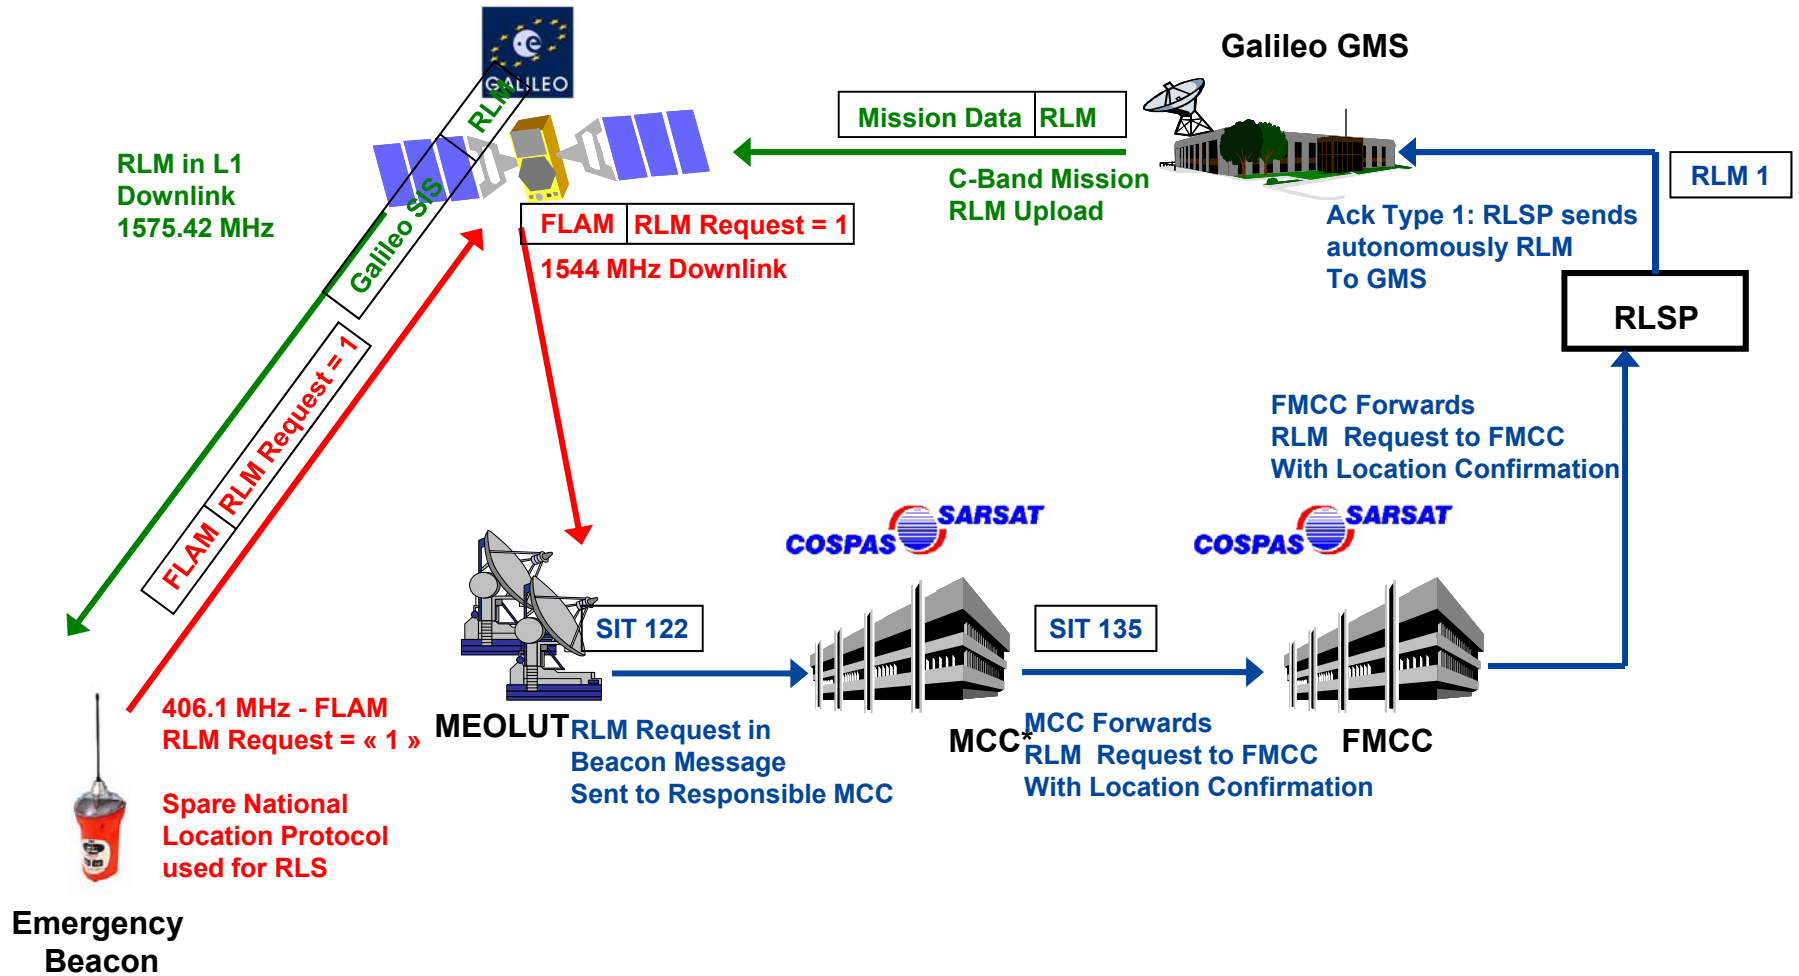 GALILEO
Galileo GMS
Mission Data RLM
C-Band Mission
RLM Upload
RLM 1
Ack Type 1: RLSP sends
autonomously RLM
To GMS
RLSP
RLM in L1
Downlink
1575.42 MHz
Galileo SIS RLM
FLAM RLM Request = 1
1544 MHz Downlink
FLAM RLM Request = 1
FMCC Forwards
RLM Request to FMCC
With Location Confirmation
COSPAS SARSAT
COSPAS SARSAT
SIT 122
SIT 135
MEOLUT
MCC*
FMCC
RLM Request in
Beacon Message
Sent to Responsible MCC
MCC Forwards
RLM Request to FMCC
With Location Confirmation
406.1 MHz - FLAM
RLM Request = « 1 »
Spare National
Location Protocol
used for RLS
Emergency
Beacon